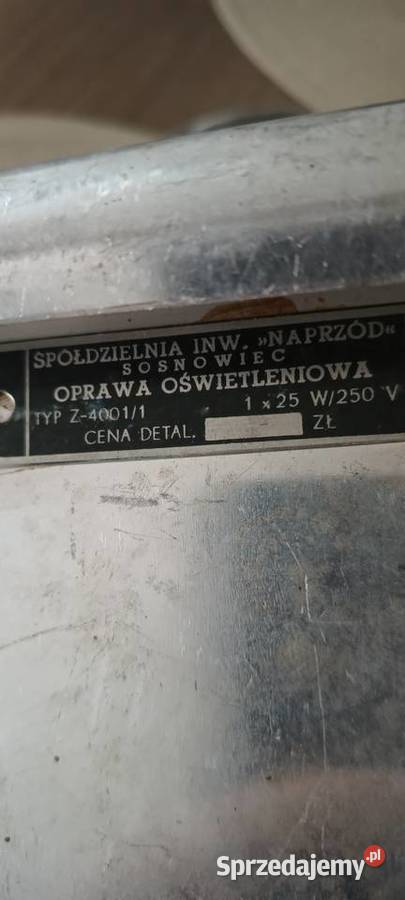 SPÓŁDZIELNIA INW. »NAPRZÓD«
SOSNOWIEC
OPRAWA OŚWIETLENIOWA
TYP Z-4001/1 1 x 25 W/250 V
CENA DETAL. ZŁ
Sprzedajemy.pl